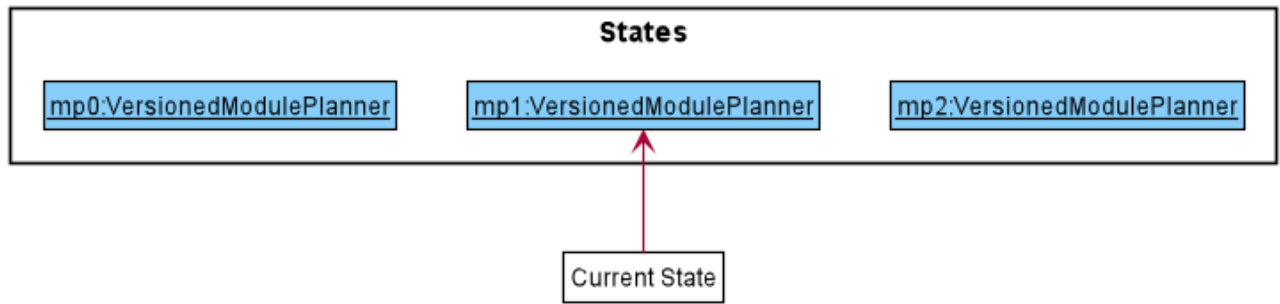 States
mp0:VersionedModulePlanner
mp1:VersionedModulePlanner
mp2:VersionedModulePlanner
Current State